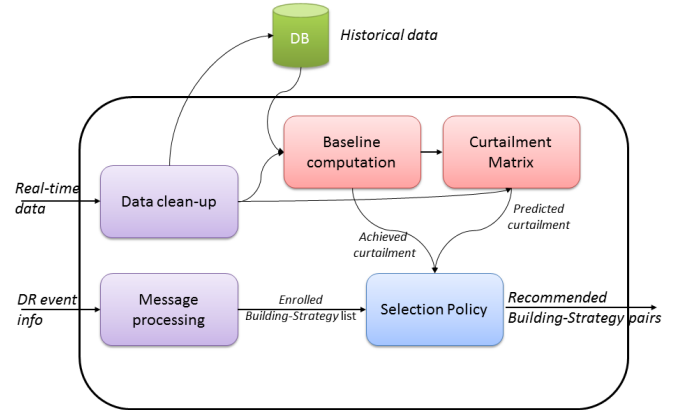 DB
Historical data
Baseline
computation
Curtailment
Matrix
Real-time
data
Data clean-up
Achieved
curtailment
Predicted
curtailment
DR event
info
Message
processing
Enrolled
Building-Strategy list
Selection Policy
Recommended
Building-Strategy pairs